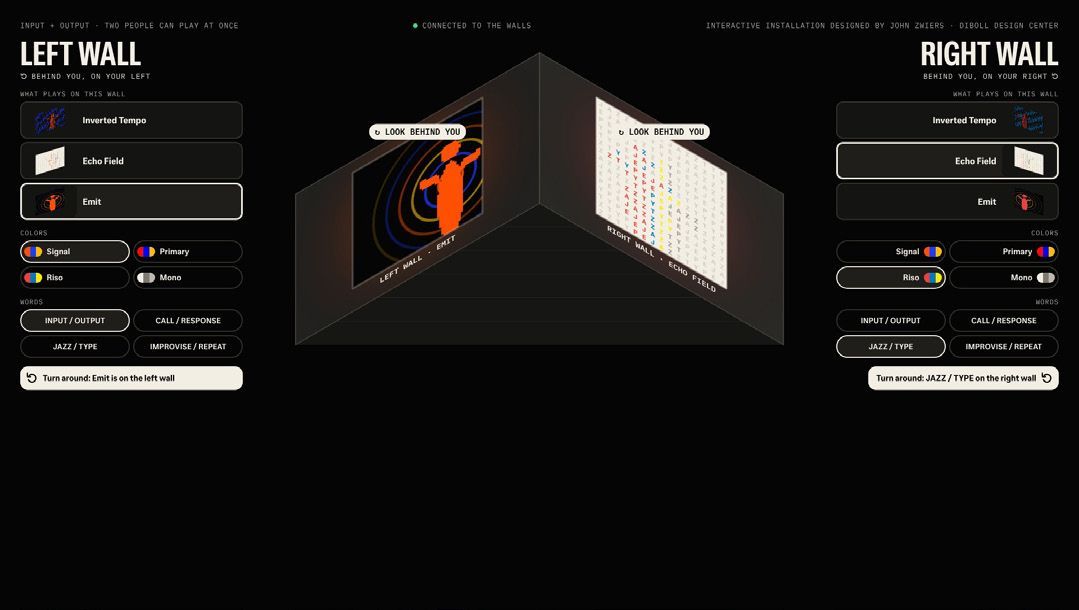 INPUT + OUTPUT · TWO PEOPLE CAN PLAY AT ONCE
CONNECTED TO THE WALLS
INTERACTIVE INSTALLATION DESIGNED BY JOHN ZWIERS · DIBOLL DESIGN CENTER
LEFT WALL
BEHIND YOU, ON YOUR LEFT
WHAT PLAYS ON THIS WALL
Inverted Tempo
Echo Field
Emit
COLORS
Signal
Primary
Riso
Mono
WORDS
INPUT / OUTPUT
CALL / RESPONSE
JAZZ / TYPE
IMPROVISE / REPEAT
Turn around: Emit is on the left wall
LOOK BEHIND YOU
LEFT WALL · EMIT
LOOK BEHIND YOU
RIGHT WALL · ECHO FIELD
RIGHT WALL
BEHIND YOU, ON YOUR RIGHT
WHAT PLAYS ON THIS WALL
Inverted Tempo
Echo Field
Emit
COLORS
Signal
Primary
Riso
Mono
WORDS
INPUT / OUTPUT
CALL / RESPONSE
JAZZ / TYPE
IMPROVISE / REPEAT
Turn around: JAZZ / TYPE on the right wall